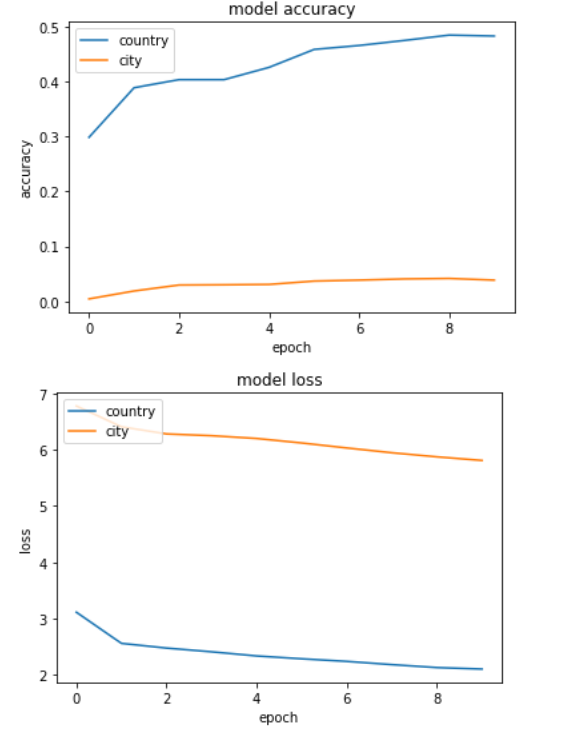 model accuracy
0.5
0.4
0.3
0.2
0.1
0.0
accuracy
country
city
0 2 4 6 8
epoch
model loss
7
6
5
4
3
2
loss
country
city
0 2 4 6 8
epoch